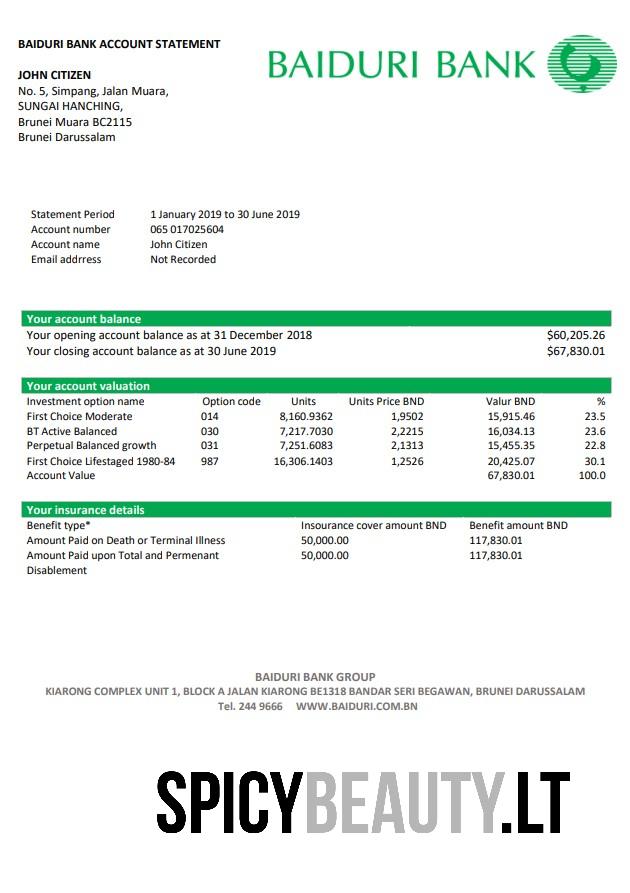 BAIDURI BANK ACCOUNT STATEMENT
BAIDURI BANK
JOHN CITIZEN
No. 5, Simpang, Jalan Muara,
SUNGAI HANCHING,
Brunei Muara BC2115
Brunei Darussalam
Statement Period 1 January 2019 to 30 June 2019
Account number 065 017025604
Account name John Citizen
Email addrress Not Recorded
Your account balance
Your opening account balance as at 31 December 2018 $60,205.26
Your closing account balance as at 30 June 2019 $67,830.01
Your account valuation
Investment option name Option code Units Units Price BND Valur BND %
First Choice Moderate 014 8,160.9362 1,9502 15,915.46 23.5
BT Active Balanced 030 7,217.7030 2,2215 16,034.13 23.6
Perpetual Balanced growth 031 7,251.6083 2,1313 15,455.35 22.8
First Choice Lifestaged 1980-84 987 16,306.1403 1,2526 20,425.07 30.1
Account Value 67,830.01 100.0
Your insurance details
Benefit type* Insourance cover amount BND Benefit amount BND
Amount Paid on Death or Terminal Illness 50,000.00 117,830.01
Amount Paid upon Total and Permenant 50,000.00 117,830.01
Disablement
BAIDURI BANK GROUP
KIARONG COMPLEX UNIT 1, BLOCK A JALAN KIARONG BE1318 BANDAR SERI BEGAWAN, BRUNEI DARUSSALAM
Tel. 244 9666 WWW.BAIDURI.COM.BN
SPICYBEAUTY.LT